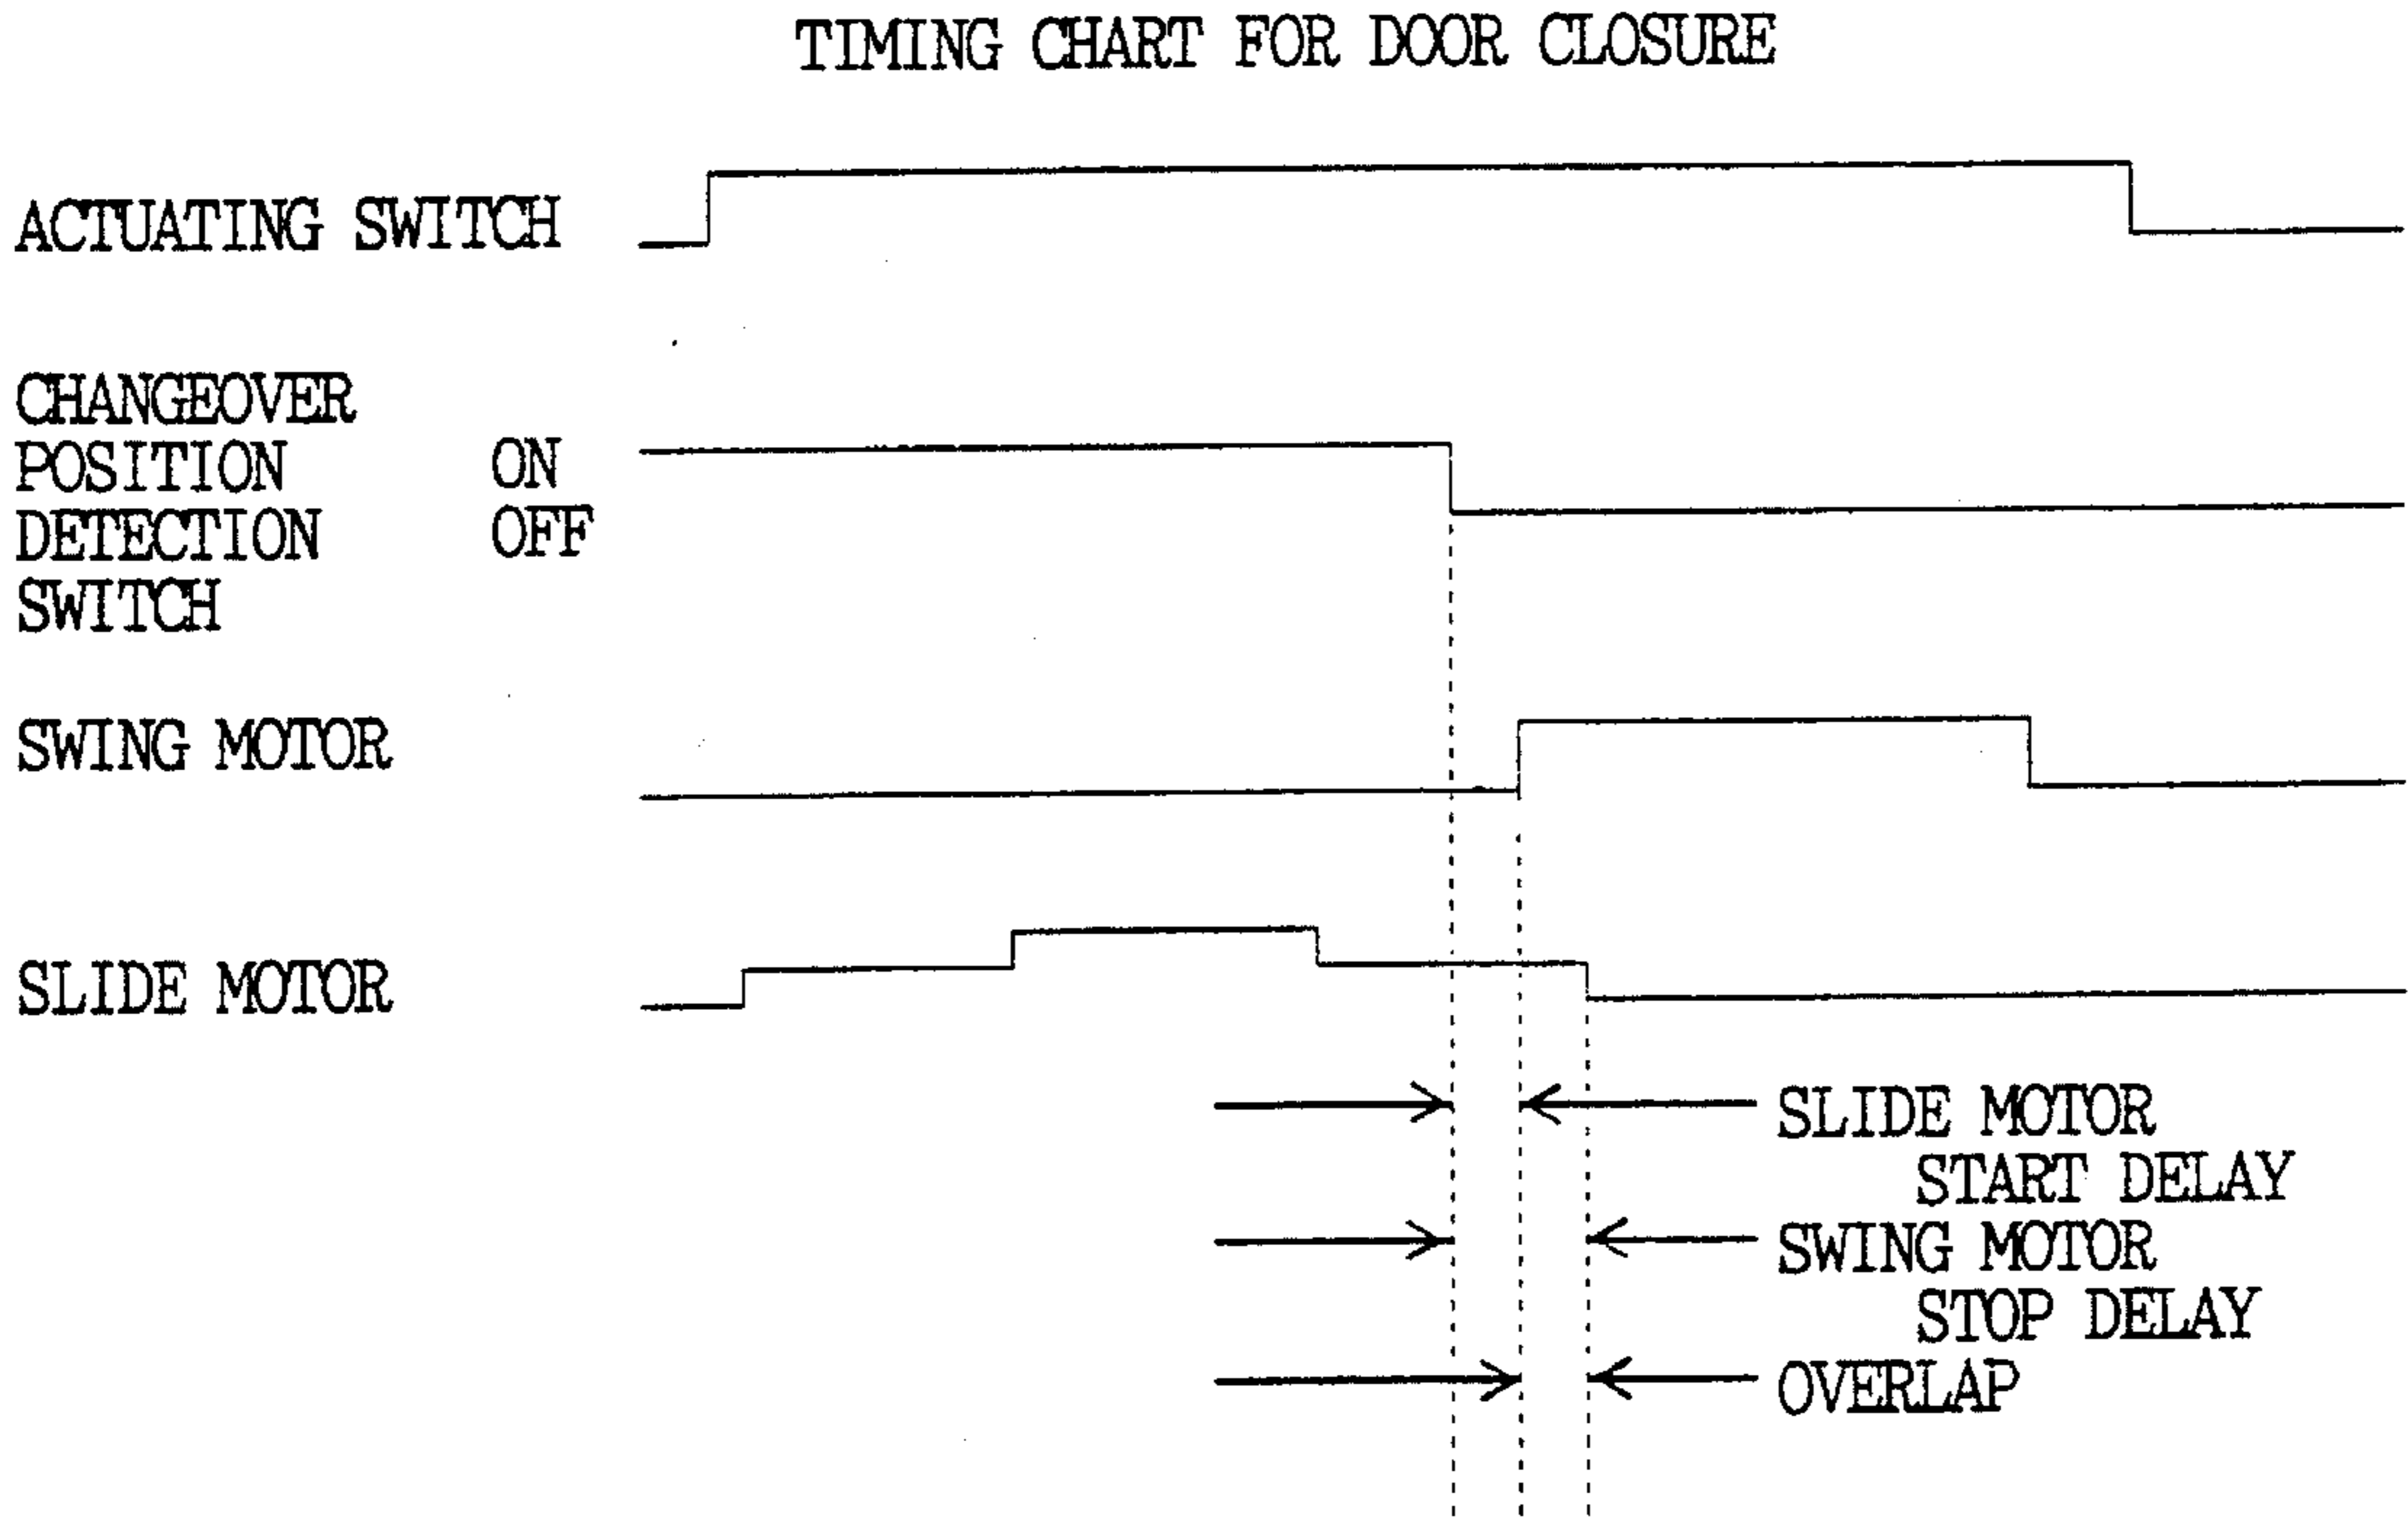 TIMING CHART FOR DOOR CLOSURE
ACTUATING SWITCH
CHANGEOVER
POSITION ON
DETECTION OFF
SWITCH
SWING MOTOR
SLIDE MOTOR
SLIDE MOTOR
START DELAY
SWING MOTOR
STOP DELAY
OVERLAP